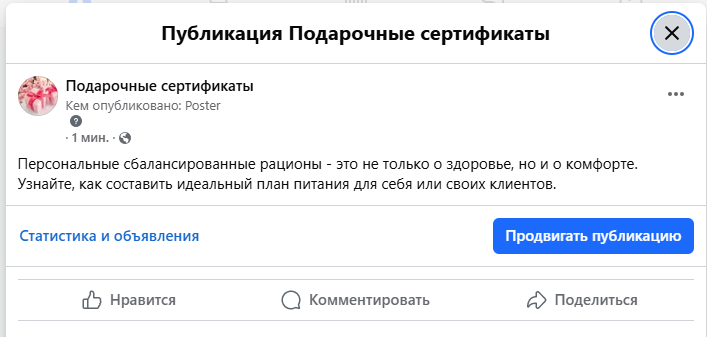 Публикация Подарочные сертификаты
Подарочные сертификаты
Кем опубликовано: Poster
· 1 мин. ·
Персональные сбалансированные рационы - это не только о здоровье, но и о комфорте.
Узнайте, как составить идеальный план питания для себя или своих клиентов.
Статистика и объявления
Продвигать публикацию
Нравится
Комментировать
Поделиться